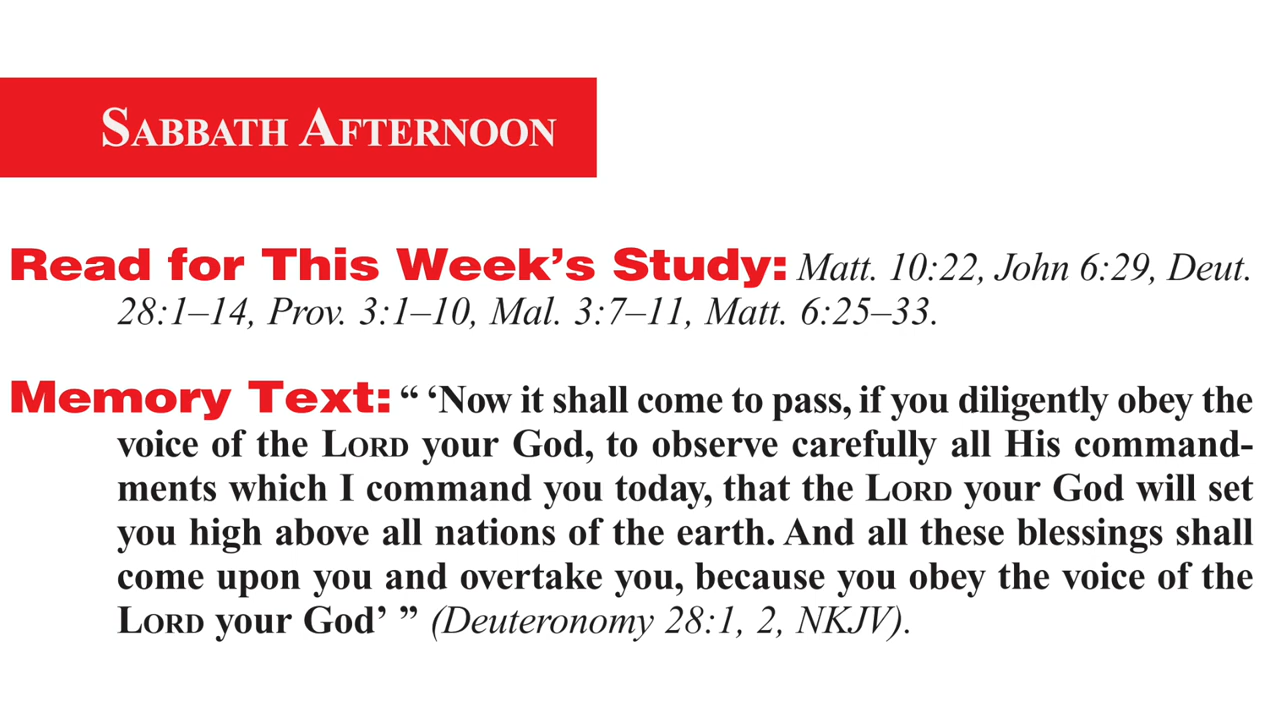 SABBATH AFTERNOON
Read for This Week’s Study: Matt. 10:22, John 6:29, Deut.
28:1–14, Prov. 3:1–10, Mal. 3:7–11, Matt. 6:25–33.
Memory Text: “ ‘Now it shall come to pass, if you diligently obey the
voice of the LORD your God, to observe carefully all His command-
ments which I command you today, that the LORD your God will set
you high above all nations of the earth. And all these blessings shall
come upon you and overtake you, because you obey the voice of the
LORD your God’ ” (Deuteronomy 28:1, 2, NKJV).